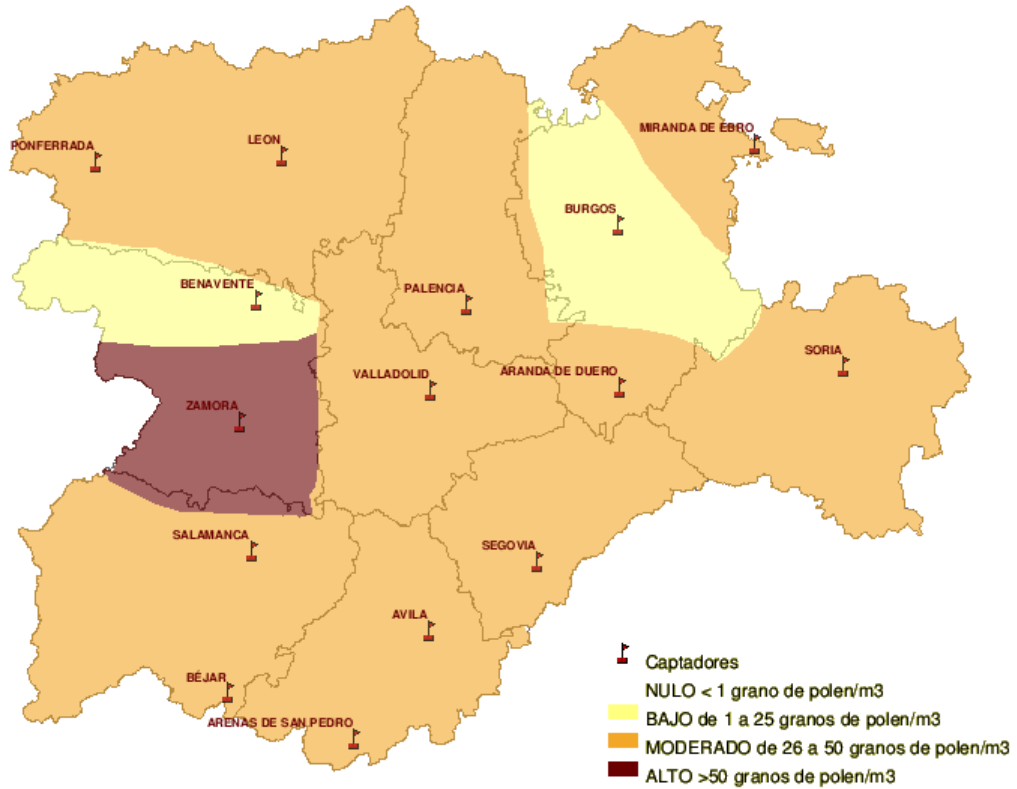 MIRANDA DE EBRO
PONFERRADA
LEON
BURGOS
BENAVENTE
PALENCIA
SORIA
VALLADOLID
ARANDA DE DUERO
ZAMORA
SALAMANCA
SEGOVIA
AVILA
BÉJAR
ARENAS DE SAN PEDRO
Captadores
NULO < 1 grano de polen/m3
BAJO de 1 a 25 granos de polen/m3
MODERADO de 26 a 50 granos de polen/m3
ALTO >50 granos de polen/m3